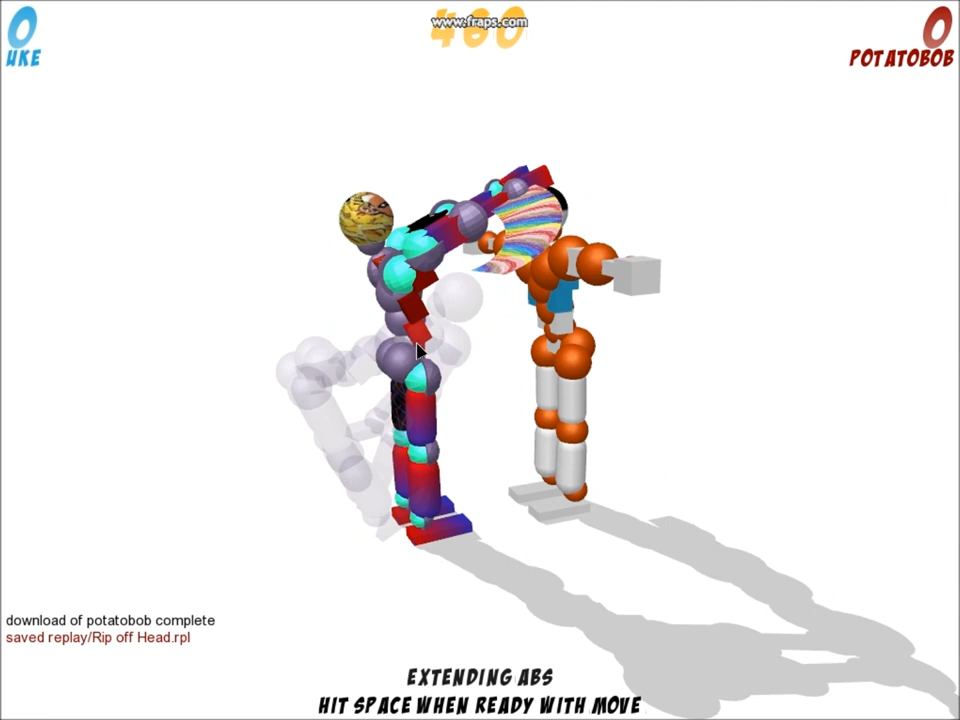 www.fraps.com
0
460
0
UKE
POTATOBOB
download of potatobob complete
saved replay/Rip off Head.rpl
EXTENDING ABS
HIT SPACE WHEN READY WITH MOVE